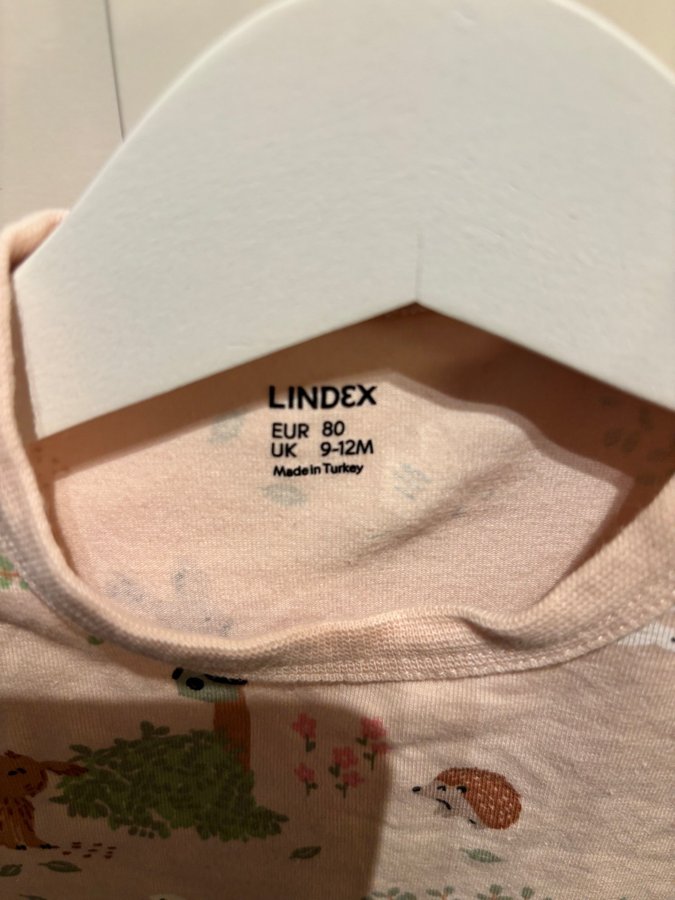 LINDEX
EUR 80
UK 9-12M
Made in Turkey